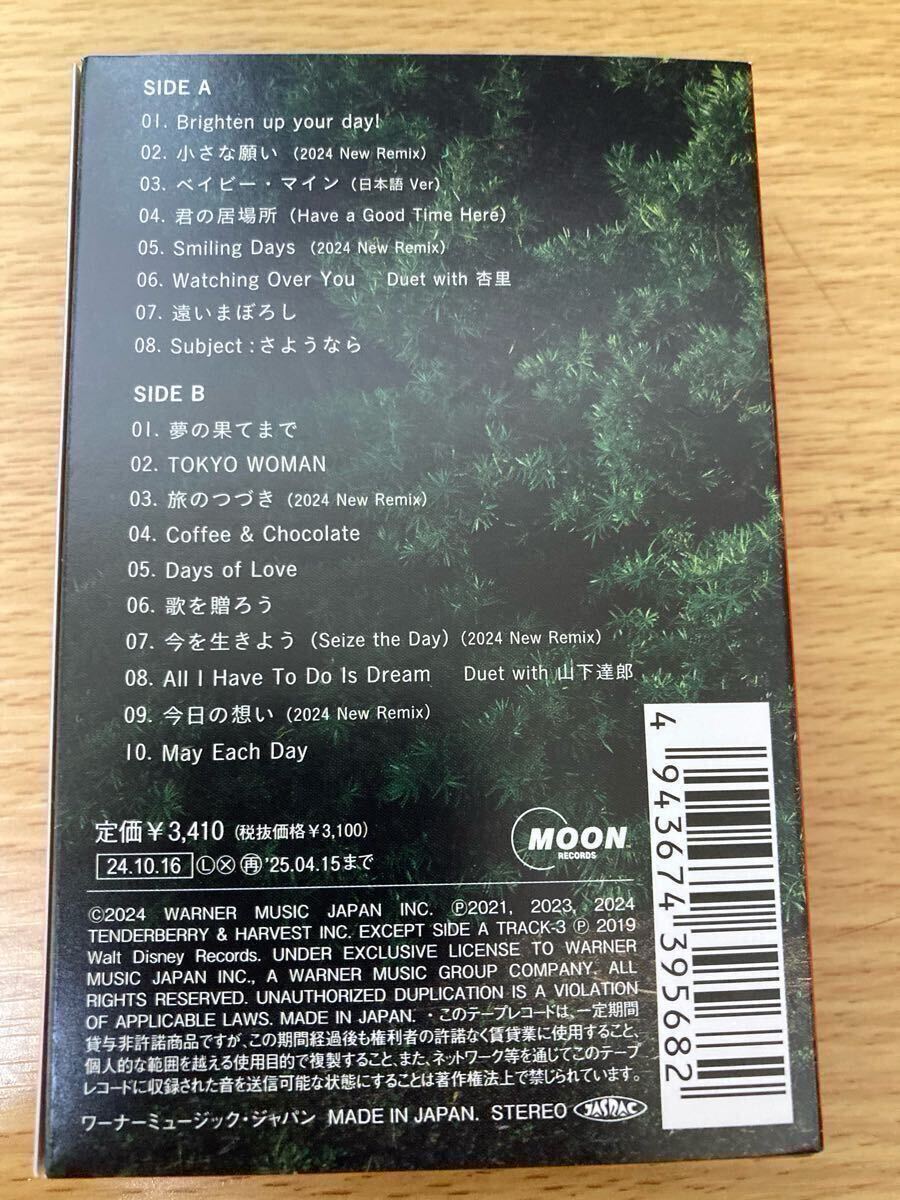 SIDE A
01. Brighten up your day!
02. 小さな願い (2024 New Remix)
03. ベイビー・マイン (日本語 Ver)
04. 君の居場所 (Have a Good Time Here)
05. Smiling Days (2024 New Remix)
06. Watching Over You Duet with 杏里
07. 遠いまぼろし
08. Subject : さようなら
SIDE B
01. 夢の果てまで
02. TOKYO WOMAN
03. 旅のつづき (2024 New Remix)
04. Coffee & Chocolate
05. Days of Love
06. 歌を贈ろう
07. 今を生きよう (Seize the Day) (2024 New Remix)
08. All I Have To Do Is Dream Duet with 山下達郎
09. 今日の想い (2024 New Remix)
10. May Each Day
定価¥3,410 (税抜価格¥3,100)
24.10.16 Ⓛ Ⓧ ㊢ '25.04.15まで
MOON
RECORDS
4 943674 395682
©2024 WARNER MUSIC JAPAN INC. ℗2021, 2023, 2024
TENDERBERRY & HARVEST INC. EXCEPT SIDE A TRACK-3 ℗ 2019
Walt Disney Records. UNDER EXCLUSIVE LICENSE TO WARNER
MUSIC JAPAN INC., A WARNER MUSIC GROUP COMPANY. ALL
RIGHTS RESERVED. UNAUTHORIZED DUPLICATION IS A VIOLATION
OF APPLICABLE LAWS. MADE IN JAPAN. ・このテープレコードは、一定期間
貸与非許諾商品ですが、この期間経過後も権利者の許諾なく賃貸業に使用すること、
個人的な範囲を越える使用目的で複製すること、また、ネットワーク等を通じてこのテープ
レコードに収録された音を送信可能な状態にすることは著作権法上で禁じられています。
ワーナーミュージック・ジャパン MADE IN JAPAN. STEREO JASRAC